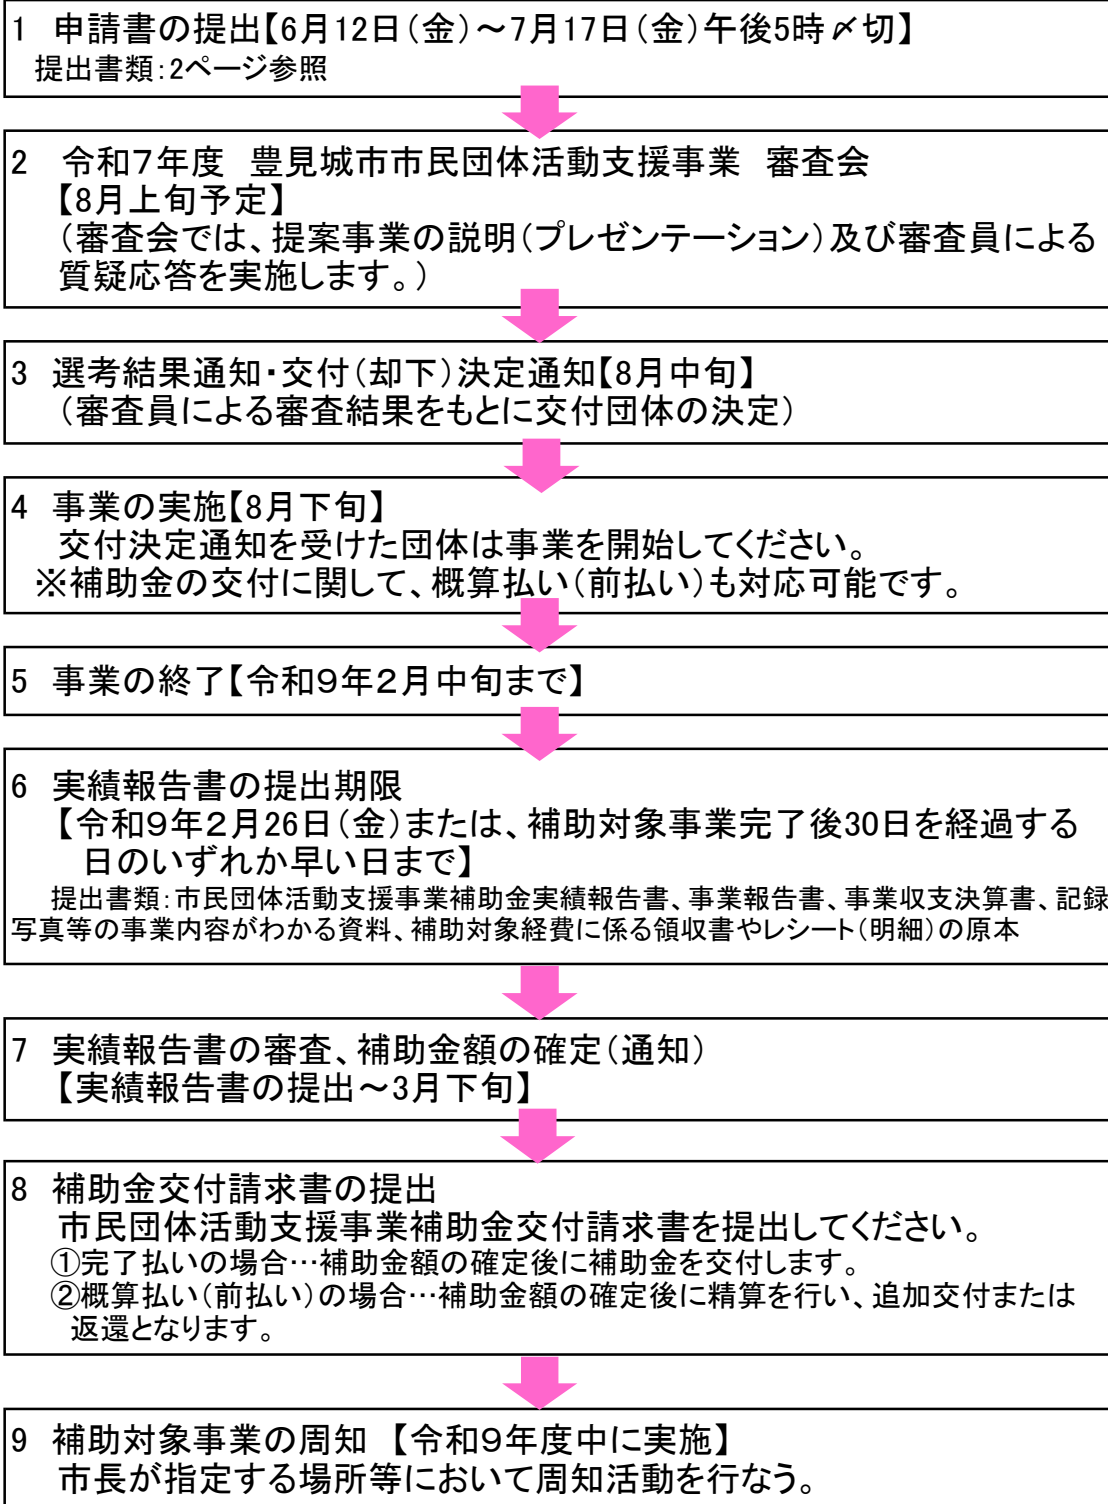 1 申請書の提出【6月12日（金）～7月17日（金）午後5時〆切】
提出書類：2ページ参照
2 令和7年度 豊見城市市民団体活動支援事業 審査会
【8月上旬予定】
（審査会では、提案事業の説明（プレゼンテーション）及び審査員による
質疑応答を実施します。）
3 選考結果通知・交付（却下）決定通知【8月中旬】
（審査員による審査結果をもとに交付団体の決定）
4 事業の実施【8月下旬】
交付決定通知を受けた団体は事業を開始してください。
※補助金の交付に関して、概算払い（前払い）も対応可能です。
5 事業の終了【令和９年２月中旬まで】
6 実績報告書の提出期限
【令和９年２月26日（金）または、補助対象事業完了後30日を経過する
日のいずれか早い日まで】
提出書類：市民団体活動支援事業補助金実績報告書、事業報告書、事業収支決算書、記録
写真等の事業内容がわかる資料、補助対象経費に係る領収書やレシート（明細）の原本
7 実績報告書の審査、補助金額の確定（通知）
【実績報告書の提出～3月下旬】
8 補助金交付請求書の提出
市民団体活動支援事業補助金交付請求書を提出してください。
①完了払いの場合…補助金額の確定後に補助金を交付します。
②概算払い（前払い）の場合…補助金額の確定後に精算を行い、追加交付または
返還となります。
9 補助対象事業の周知 【令和９年度中に実施】
市長が指定する場所等において周知活動を行なう。